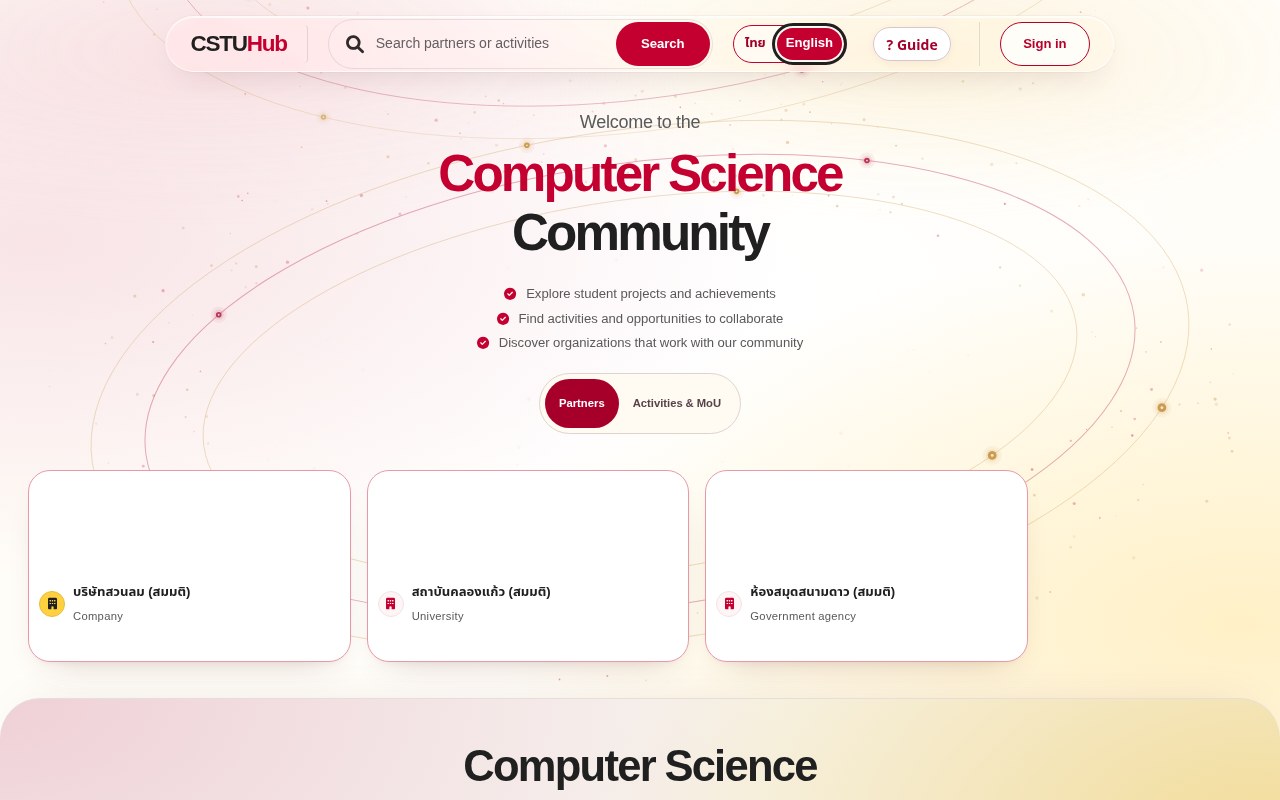 CSTUHub
Search partners or activities
Search
ไทย
English
? Guide
Sign in
Welcome to the
Computer Science
Community
Explore student projects and achievements
Find activities and opportunities to collaborate
Discover organizations that work with our community
Partners
Activities & MoU
บริษัทสวนลม (สมมติ)
Company
สถาบันคลองแก้ว (สมมติ)
University
ห้องสมุดสนามดาว (สมมติ)
Government agency
Computer Science